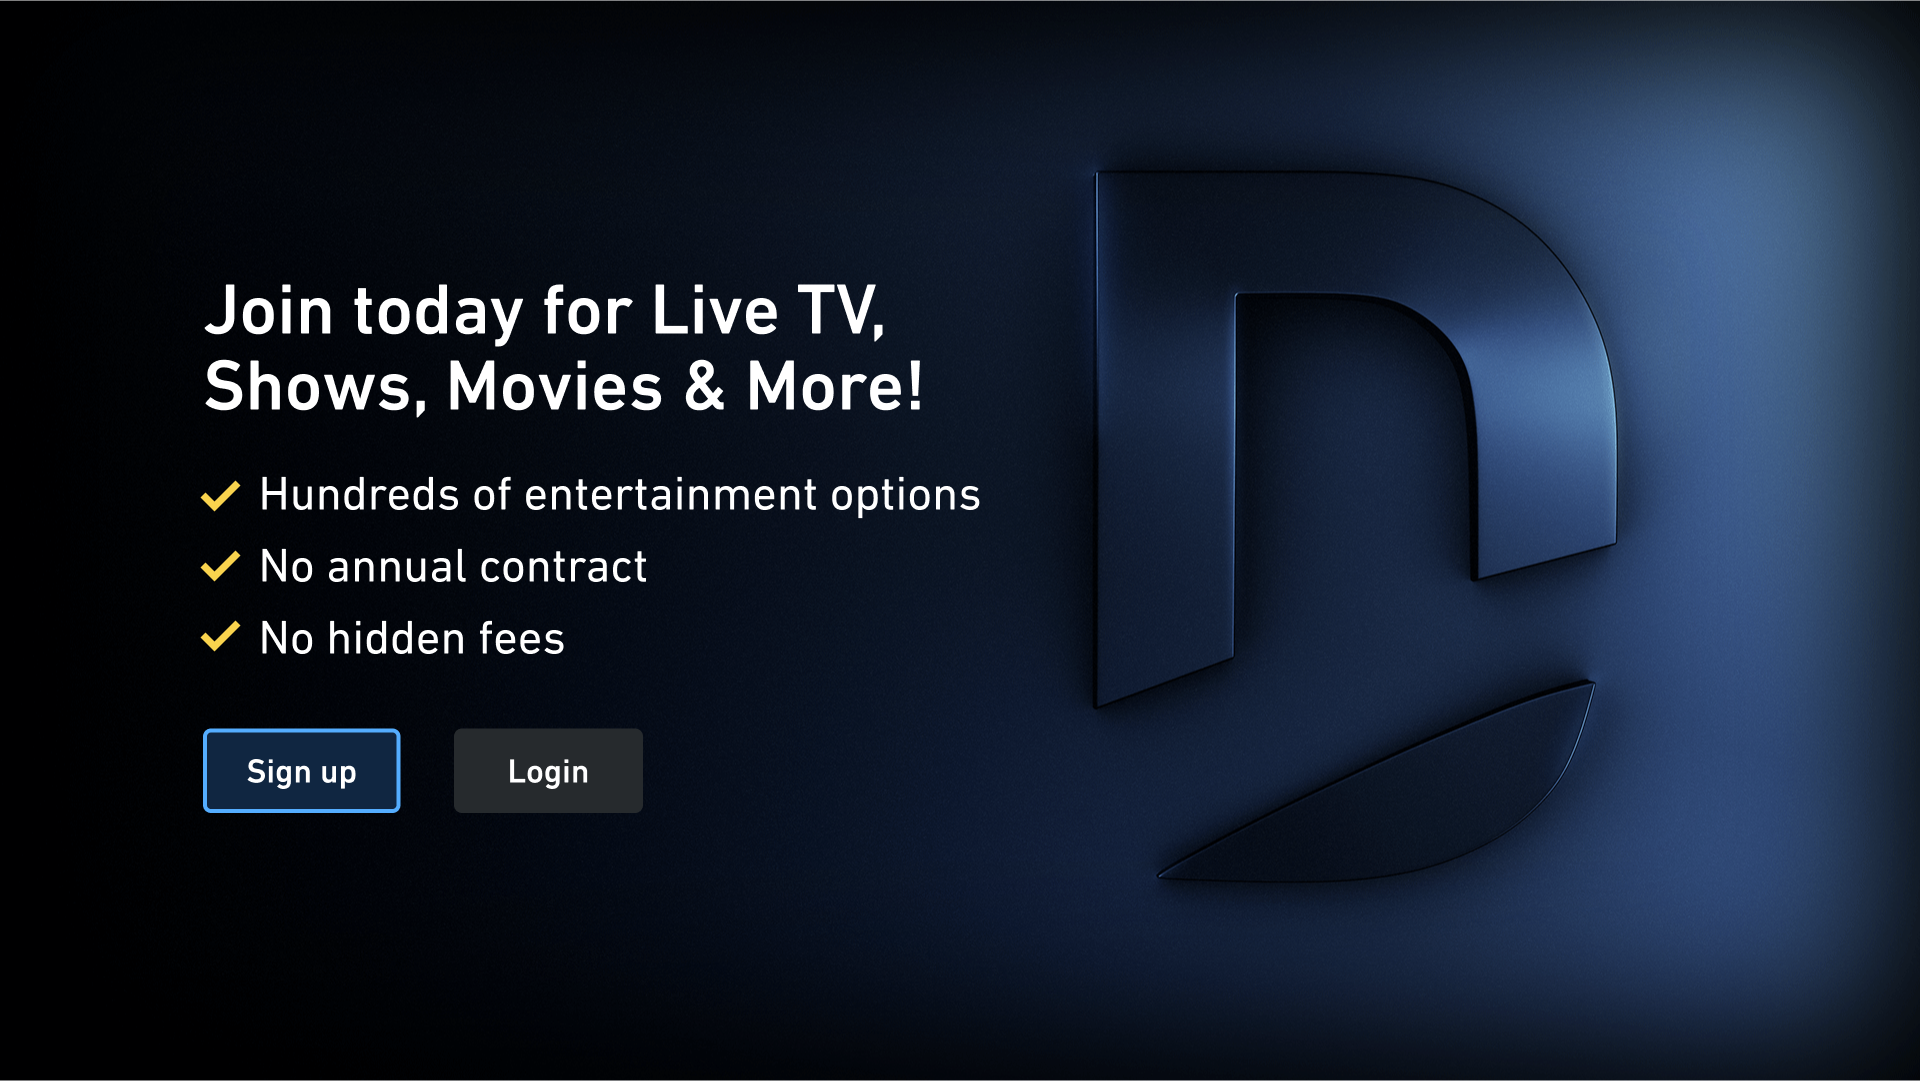 Join today for Live TV,
Shows, Movies & More!
Hundreds of entertainment options
No annual contract
No hidden fees
Sign up
Login